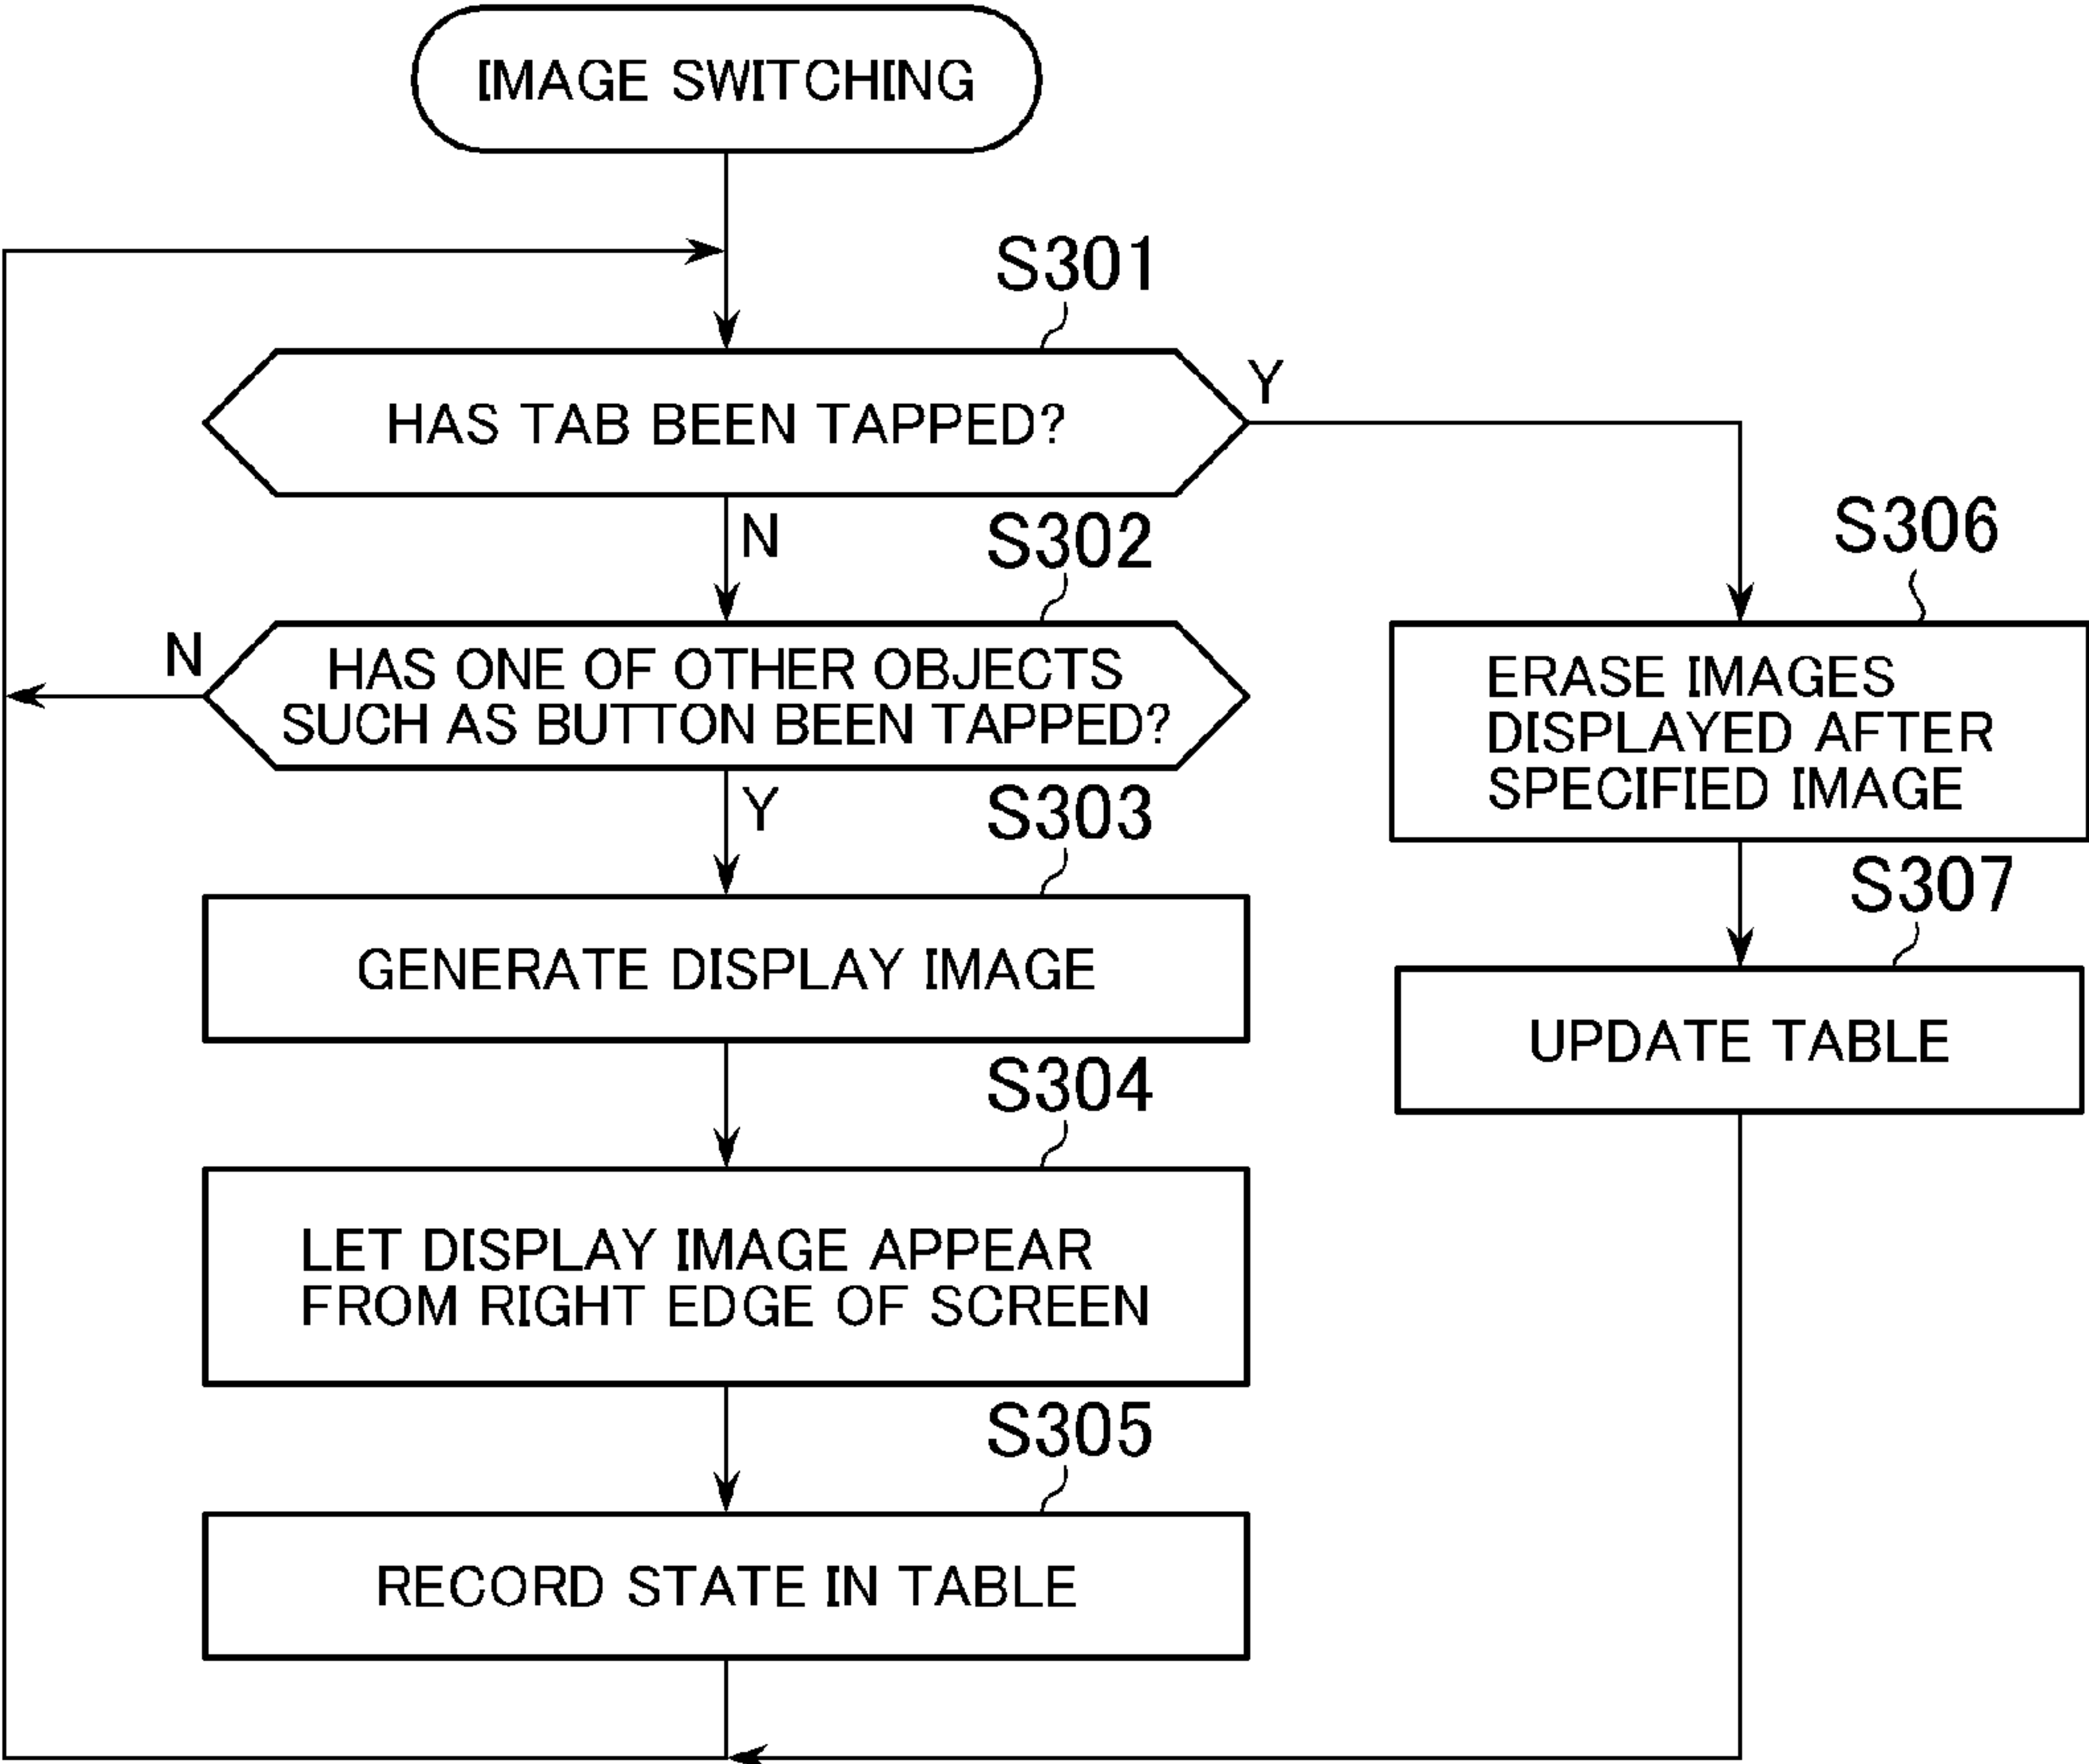 IMAGE SWITCHING
S301
HAS TAB BEEN TAPPED?
Y
N
S302
HAS ONE OF OTHER OBJECTS
SUCH AS BUTTON BEEN TAPPED?
N
Y
S303
GENERATE DISPLAY IMAGE
S304
LET DISPLAY IMAGE APPEAR
FROM RIGHT EDGE OF SCREEN
S305
RECORD STATE IN TABLE
S306
ERASE IMAGES
DISPLAYED AFTER
SPECIFIED IMAGE
S307
UPDATE TABLE